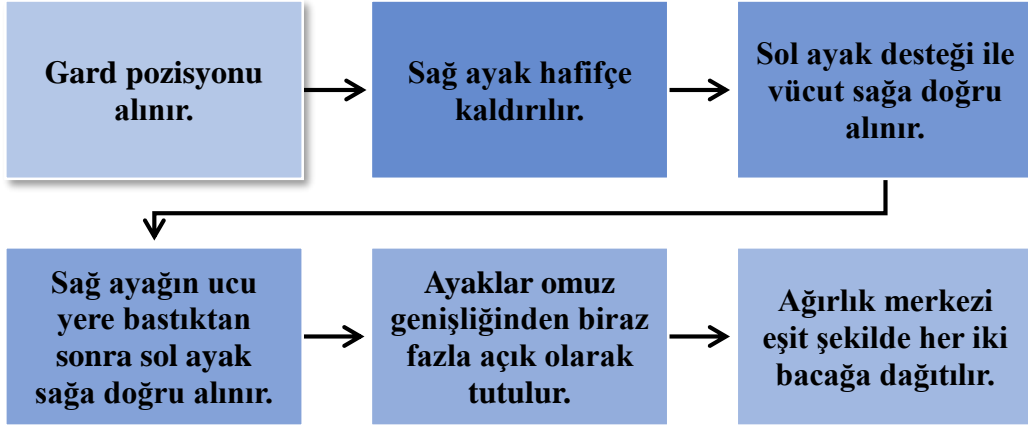 Gard pozisyonu
alınır.
Sağ ayak hafifçe
kaldırılır.
Sol ayak desteği ile
vücut sağa doğru
alınır.
Sağ ayağın ucu
yere bastıktan
sonra sol ayak
sağa doğru alınır.
Ayaklar omuz
genişliğinden biraz
fazla açık olarak
tutulur.
Ağırlık merkezi
eşit şekilde her iki
bacağa dağıtılır.